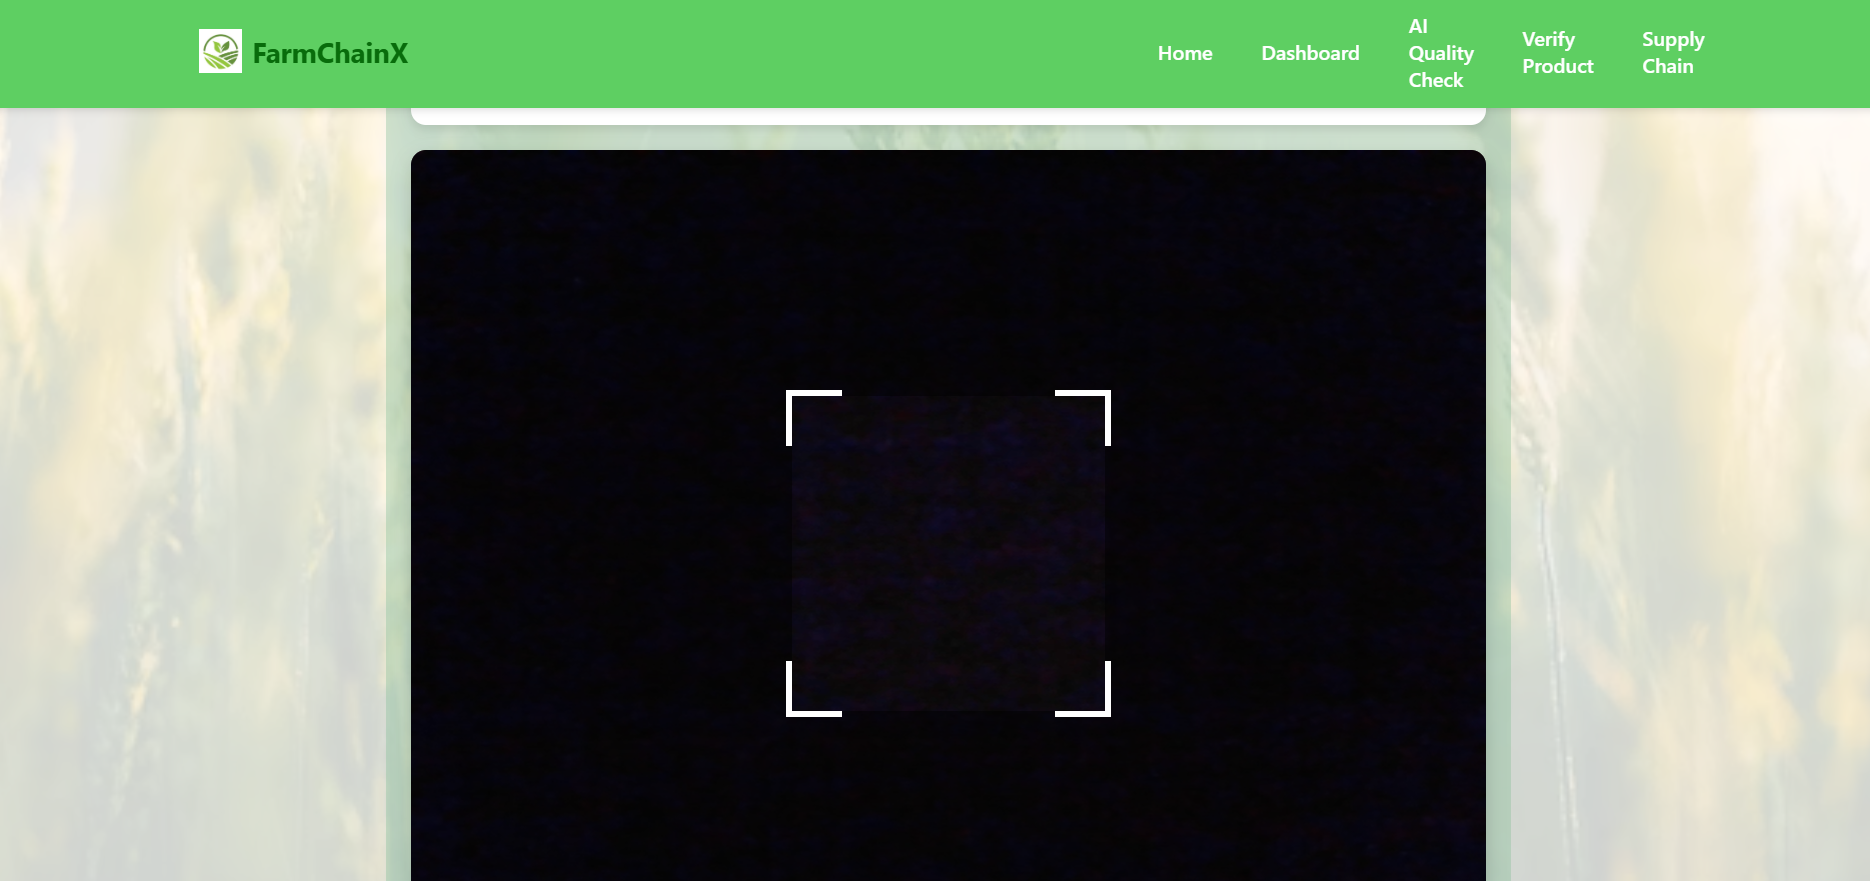 FarmChainX
Home
Dashboard
AI
Quality
Check
Verify
Product
Supply
Chain